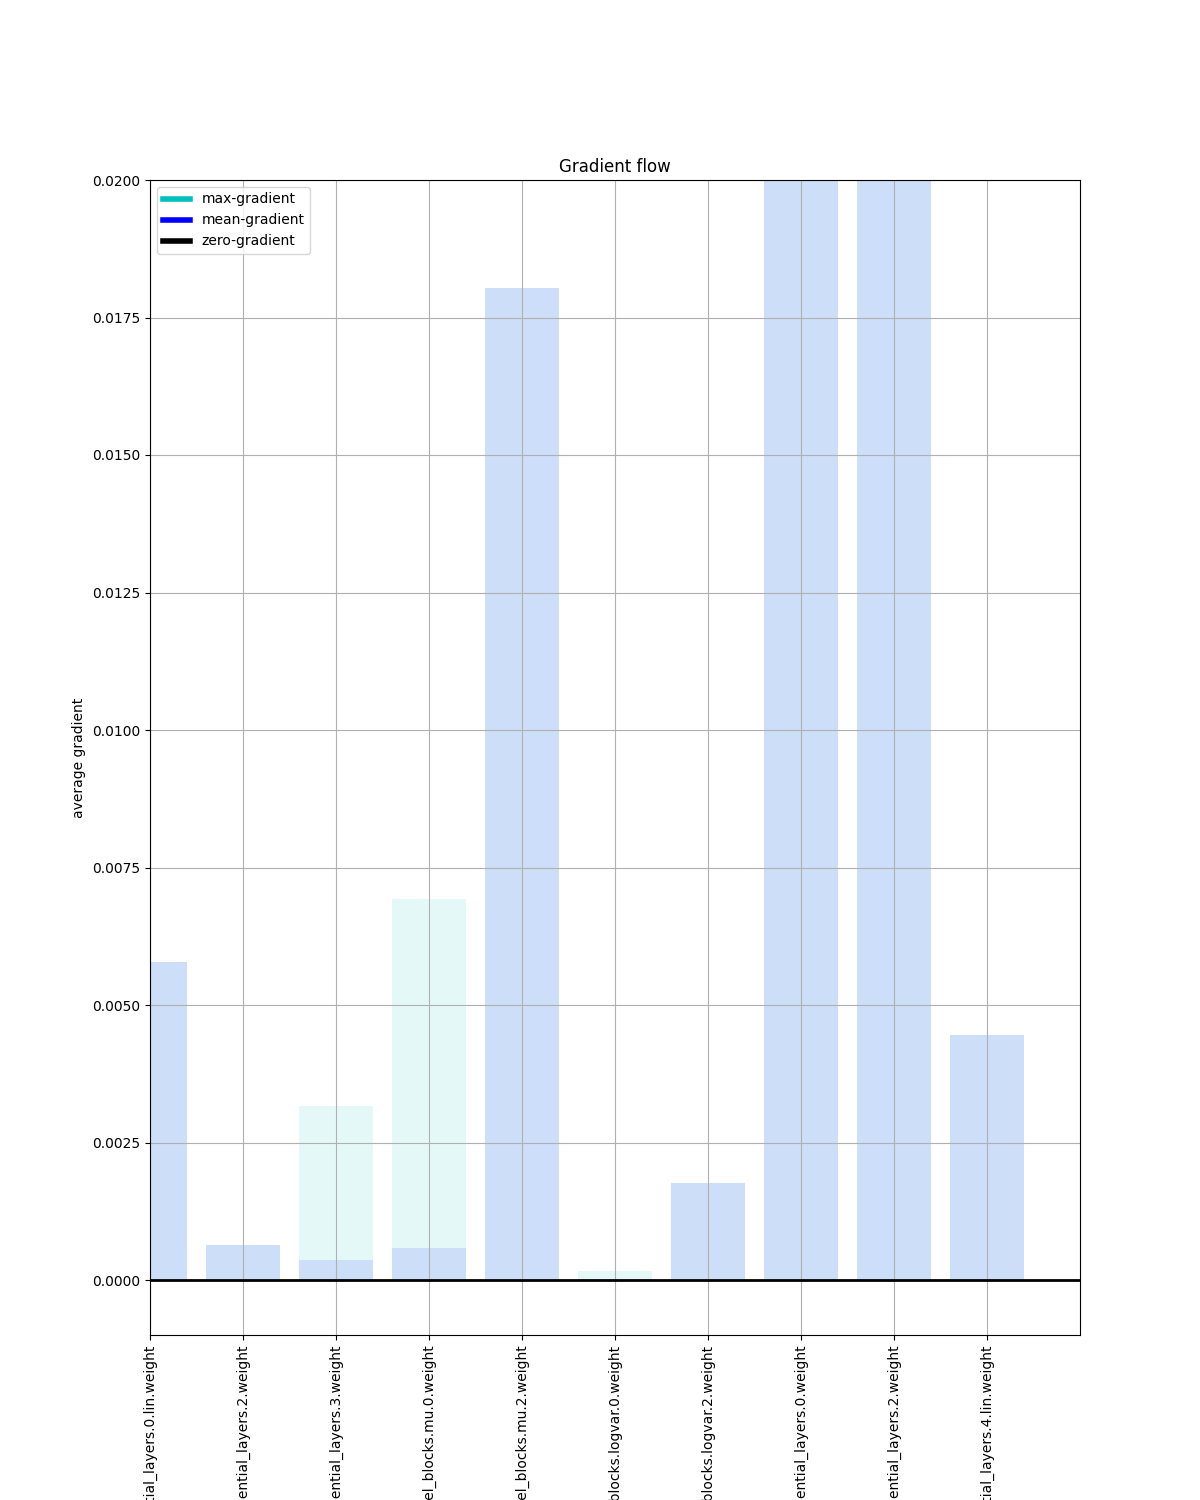 Gradient flow
max-gradient
mean-gradient
zero-gradient
0.0200
0.0175
0.0150
0.0125
0.0100
0.0075
0.0050
0.0025
0.0000
average gradient
tial_layers.0.lin.weight
ential_layers.2.weight
ential_layers.3.weight
el_blocks.mu.0.weight
el_blocks.mu.2.weight
blocks.logvar.0.weight
blocks.logvar.2.weight
ential_layers.0.weight
ential_layers.2.weight
tial_layers.4.lin.weight